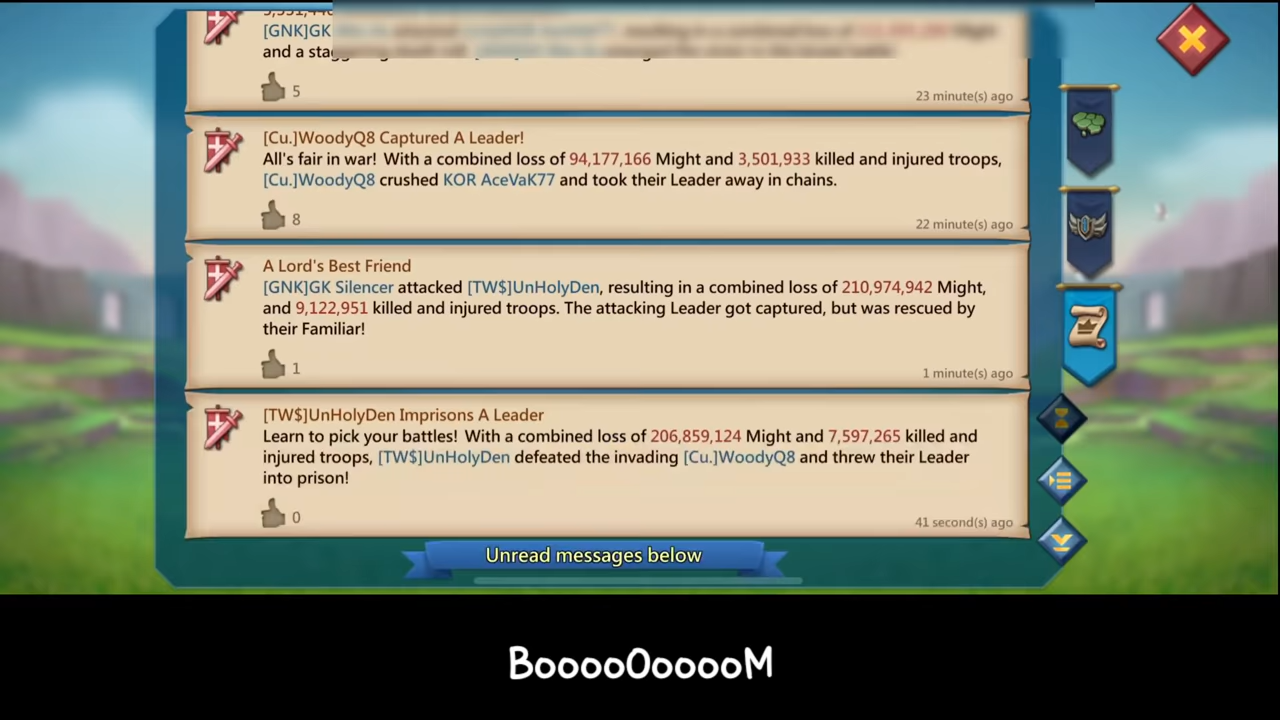 [GNK]GK
and a
5
23 minute(s) ago
[Cu.]WoodyQ8 Captured A Leader!
All's fair in war! With a combined loss of 94,177,166 Might and 3,501,933 killed and injured troops,
[Cu.]WoodyQ8 crushed KOR AceVaK77 and took their Leader away in chains.
8
22 minute(s) ago
A Lord's Best Friend
[GNK]GK Silencer attacked [TW$]UnHolyDen, resulting in a combined loss of 210,974,942 Might,
and 9,122,951 killed and injured troops. The attacking Leader got captured, but was rescued by
their Familiar!
1
1 minute(s) ago
[TW$]UnHolyDen Imprisons A Leader
Learn to pick your battles! With a combined loss of 206,859,124 Might and 7,597,265 killed and
injured troops, [TW$]UnHolyDen defeated the invading [Cu.]WoodyQ8 and threw their Leader
into prison!
0
41 second(s) ago
Unread messages below
BooooOooooM